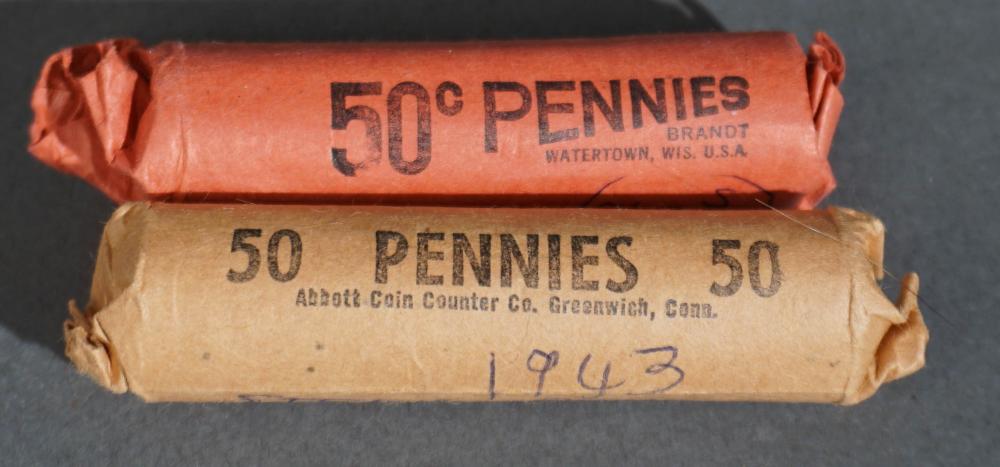 50c PENNIES
BRANDT
WATERTOWN, WIS. U.S.A.
50 PENNIES 50
Abbott Coin Counter Co. Greenwich, Conn.
1943